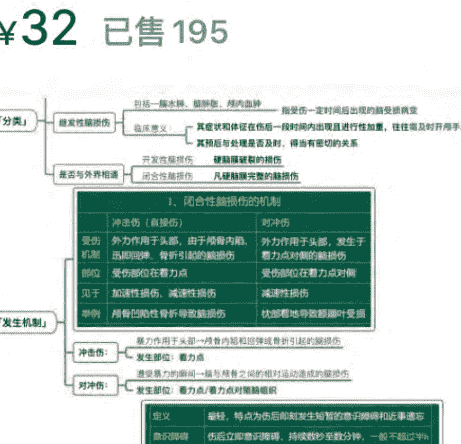 ¥32 已售195
包括—脑水肿、脑肿胀、颅内血肿
指受伤一定时间后出现的脑受损病变
「分类」
继发性脑损伤
临床意义：
其症状和体征在伤后一段时间内出现且进行性加重，往往需及时开颅手
其预后与处理是否及时、得当有密切的关系
是否与外界相通
开放性脑损伤 硬脑膜破裂的损伤
闭合性脑损伤 凡硬脑膜完整的脑损伤
1、闭合性脑损伤的机制
冲击伤（直接伤） 对冲伤
受伤机制
外力作用于头部，由于颅骨内陷、迅即回弹、骨折引起的脑损伤
外力作用于头部，发生于着力点对侧的脑损伤
部位 受伤部位在着力点 受伤部位在着力点对侧
见于 加速性损伤、减速性损伤 减速性损伤
举例 颅骨凹陷性骨折导致脑损伤 枕部着地导致额颞叶受损
「发生机制」
冲击伤：
暴力作用于头部→颅骨内陷和回弹或骨折引起的脑损伤
发生部位：着力点
对冲伤：
遭受暴力的瞬间→脑与颅骨之间的相对运动造成的脑损伤
发生部位：着力点/着力点对策脑组织
定义 最轻，特点为伤后即刻发生短暂的意识障碍和近事遗忘
意识障碍 伤后立即意识障碍，持续数秒至数分钟，一般不超过半h